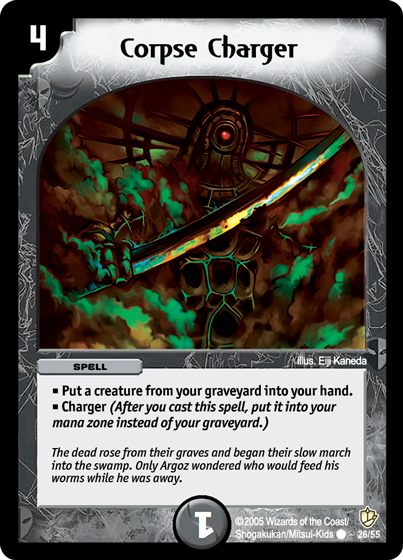 4
Corpse Charger
illus. Eiji Kaneda
SPELL
▪ Put a creature from your graveyard into your hand.
▪ Charger (After you cast this spell, put it into your
mana zone instead of your graveyard.)
The dead rose from their graves and began their slow march
into the swamp. Only Argoz wondered who would feed his
worms while he was away.
1
©2005 Wizards of the Coast/
Shogakukan/Mitsui-Kids ● 26/55